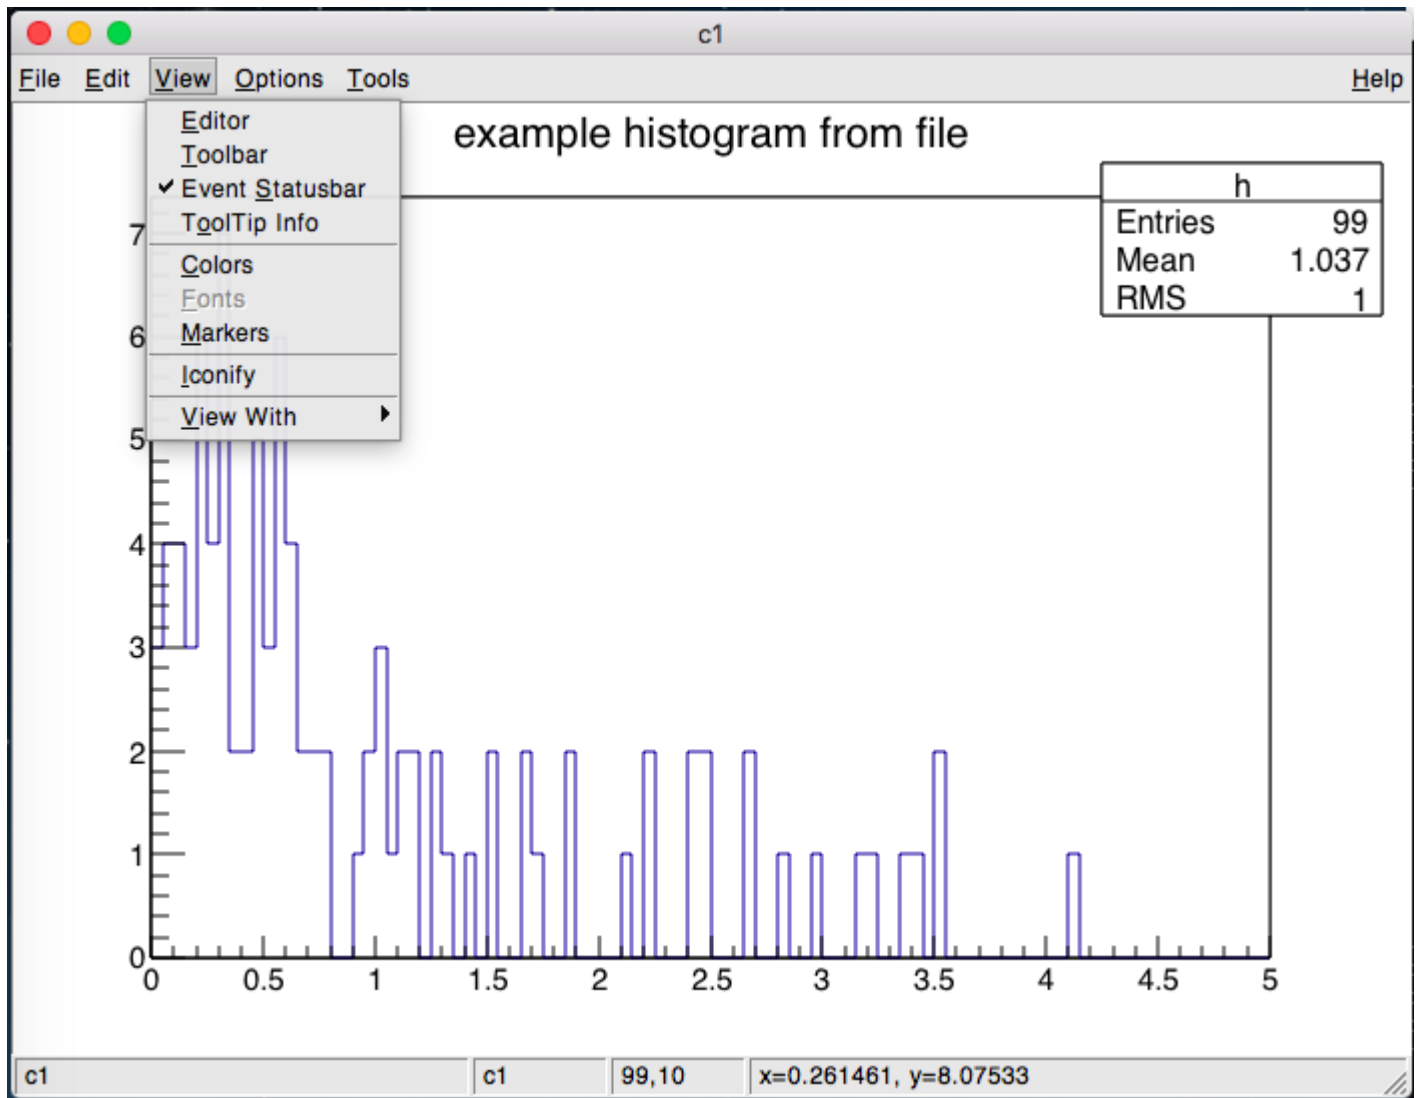 c1
File Edit View Options Tools Help
Editor
Toolbar
Event Statusbar
ToolTip Info
Colors
Fonts
Markers
Iconify
View With
example histogram from file
h
Entries 99
Mean 1.037
RMS 1
7
6
5
4
3
2
1
0
0 0.5 1 1.5 2 2.5 3 3.5 4 4.5 5
c1 c1 99,10 x=0.261461, y=8.07533